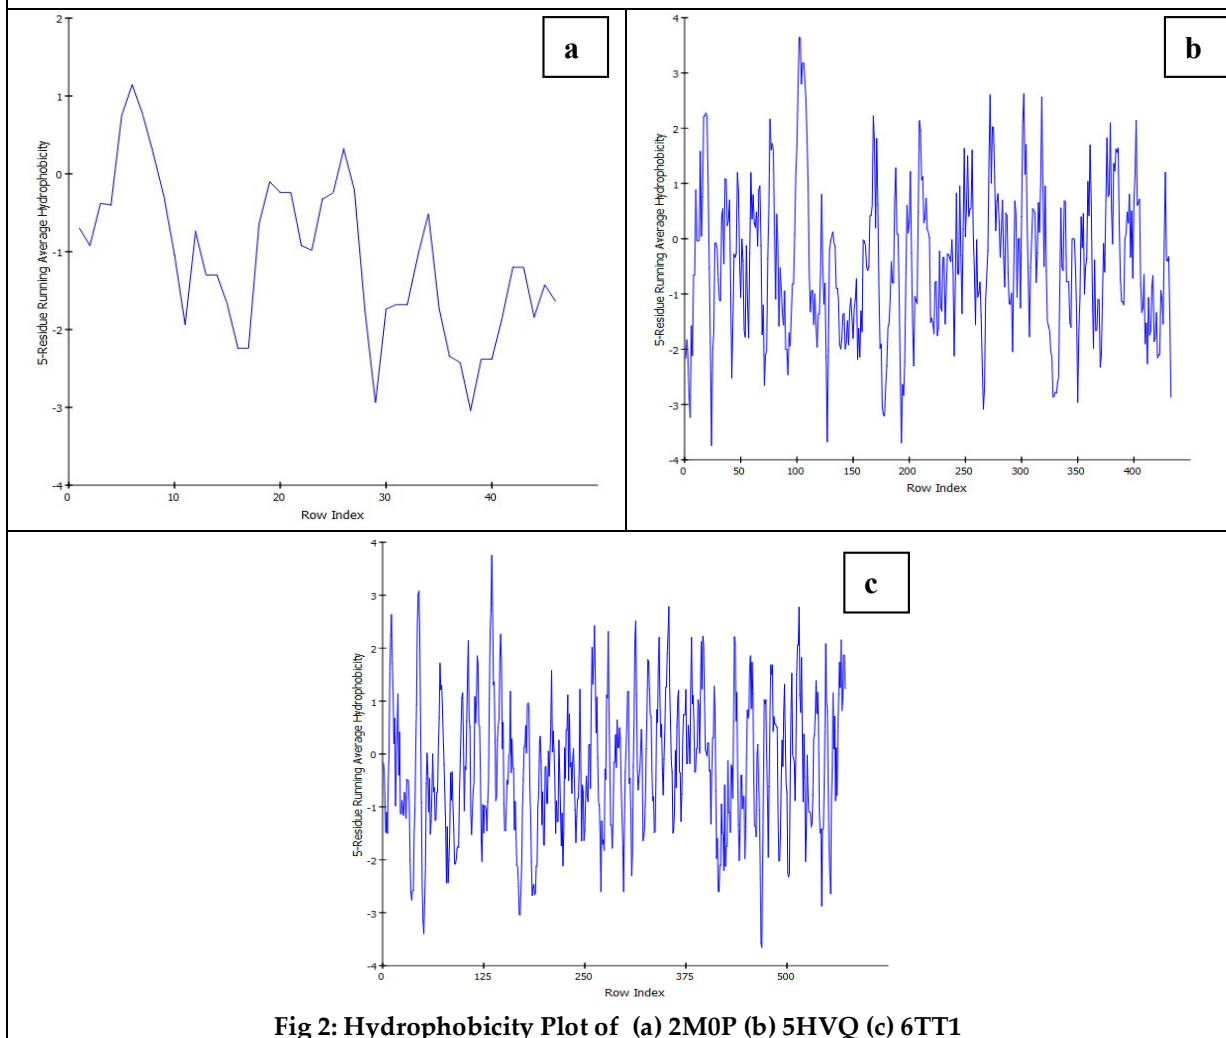 a
2
1
0
-1
-2
-3
-4
5-Residue Running Average Hydrophobicity
0 10 20 30 40
Row Index
b
4
3
2
1
0
-1
-2
-3
-4
5-Residue Running Average Hydrophobicity
0 50 100 150 200 250 300 350 400
Row Index
c
4
3
2
1
0
-1
-2
-3
-4
5-Residue Running Average Hydrophobicity
0 125 250 375 500
Row Index
Fig 2: Hydrophobicity Plot of (a) 2M0P (b) 5HVQ (c) 6TT1